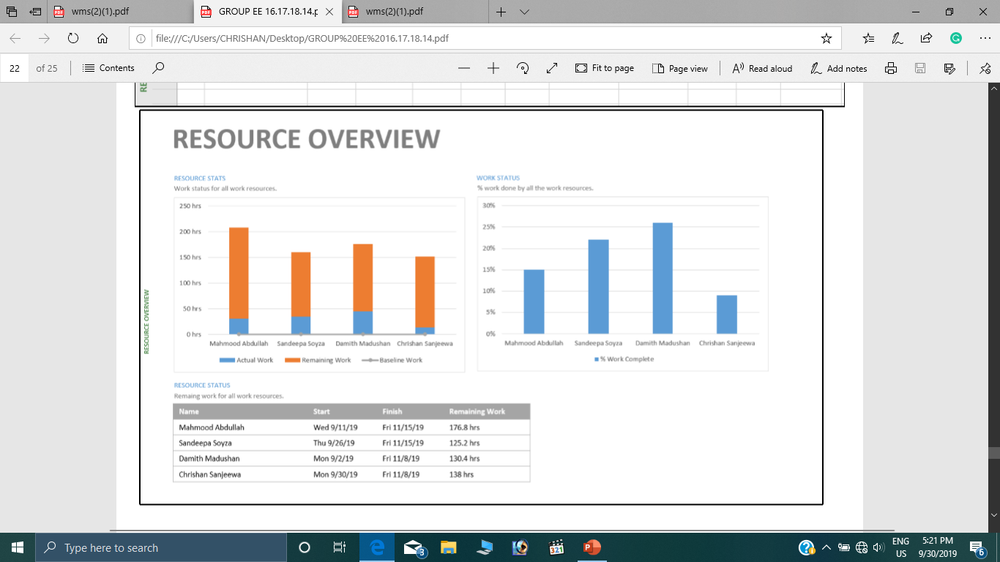 wms(2)(1).pdf
GROUP EE 16.17.18.14.p
wms(2)(1).pdf
file:///C:/Users/CHRISHAN/Desktop/GROUP%20EE%2016.17.18.14.pdf
22 of 25 Contents Fit to page Page view Read aloud Add notes
RE
RESOURCE OVERVIEW
RESOURCE STATS
Work status for all work resources.
250 hrs
200 hrs
150 hrs
100 hrs
50 hrs
0 hrs
Mahmood Abdullah Sandeepa Soyza Damith Madushan Chrishan Sanjeewa
Actual Work Remaining Work Baseline Work
WORK STATUS
% work done by all the work resources.
30%
25%
20%
15%
10%
5%
0%
Mahmood Abdullah Sandeepa Soyza Damith Madushan Chrishan Sanjeewa
% Work Complete
RESOURCE OVERVIEW
RESOURCE STATUS
Remaing work for all work resources.
Name Start Finish Remaining Work
Mahmood Abdullah Wed 9/11/19 Fri 11/15/19 176.8 hrs
Sandeepa Soyza Thu 9/26/19 Fri 11/15/19 125.2 hrs
Damith Madushan Mon 9/2/19 Fri 11/8/19 130.4 hrs
Chrishan Sanjeewa Mon 9/30/19 Fri 11/8/19 138 hrs
Type here to search
3
321
ENG
US
5:21 PM
9/30/2019
6